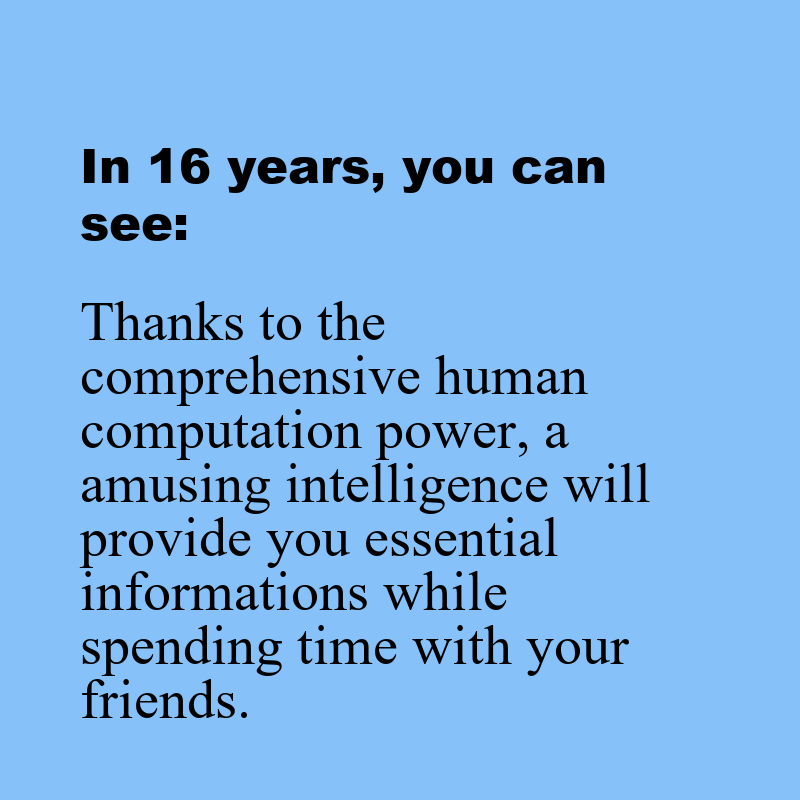 In 16 years, you can
see:
Thanks to the
comprehensive human
computation power, a
amusing intelligence will
provide you essential
informations while
spending time with your
friends.